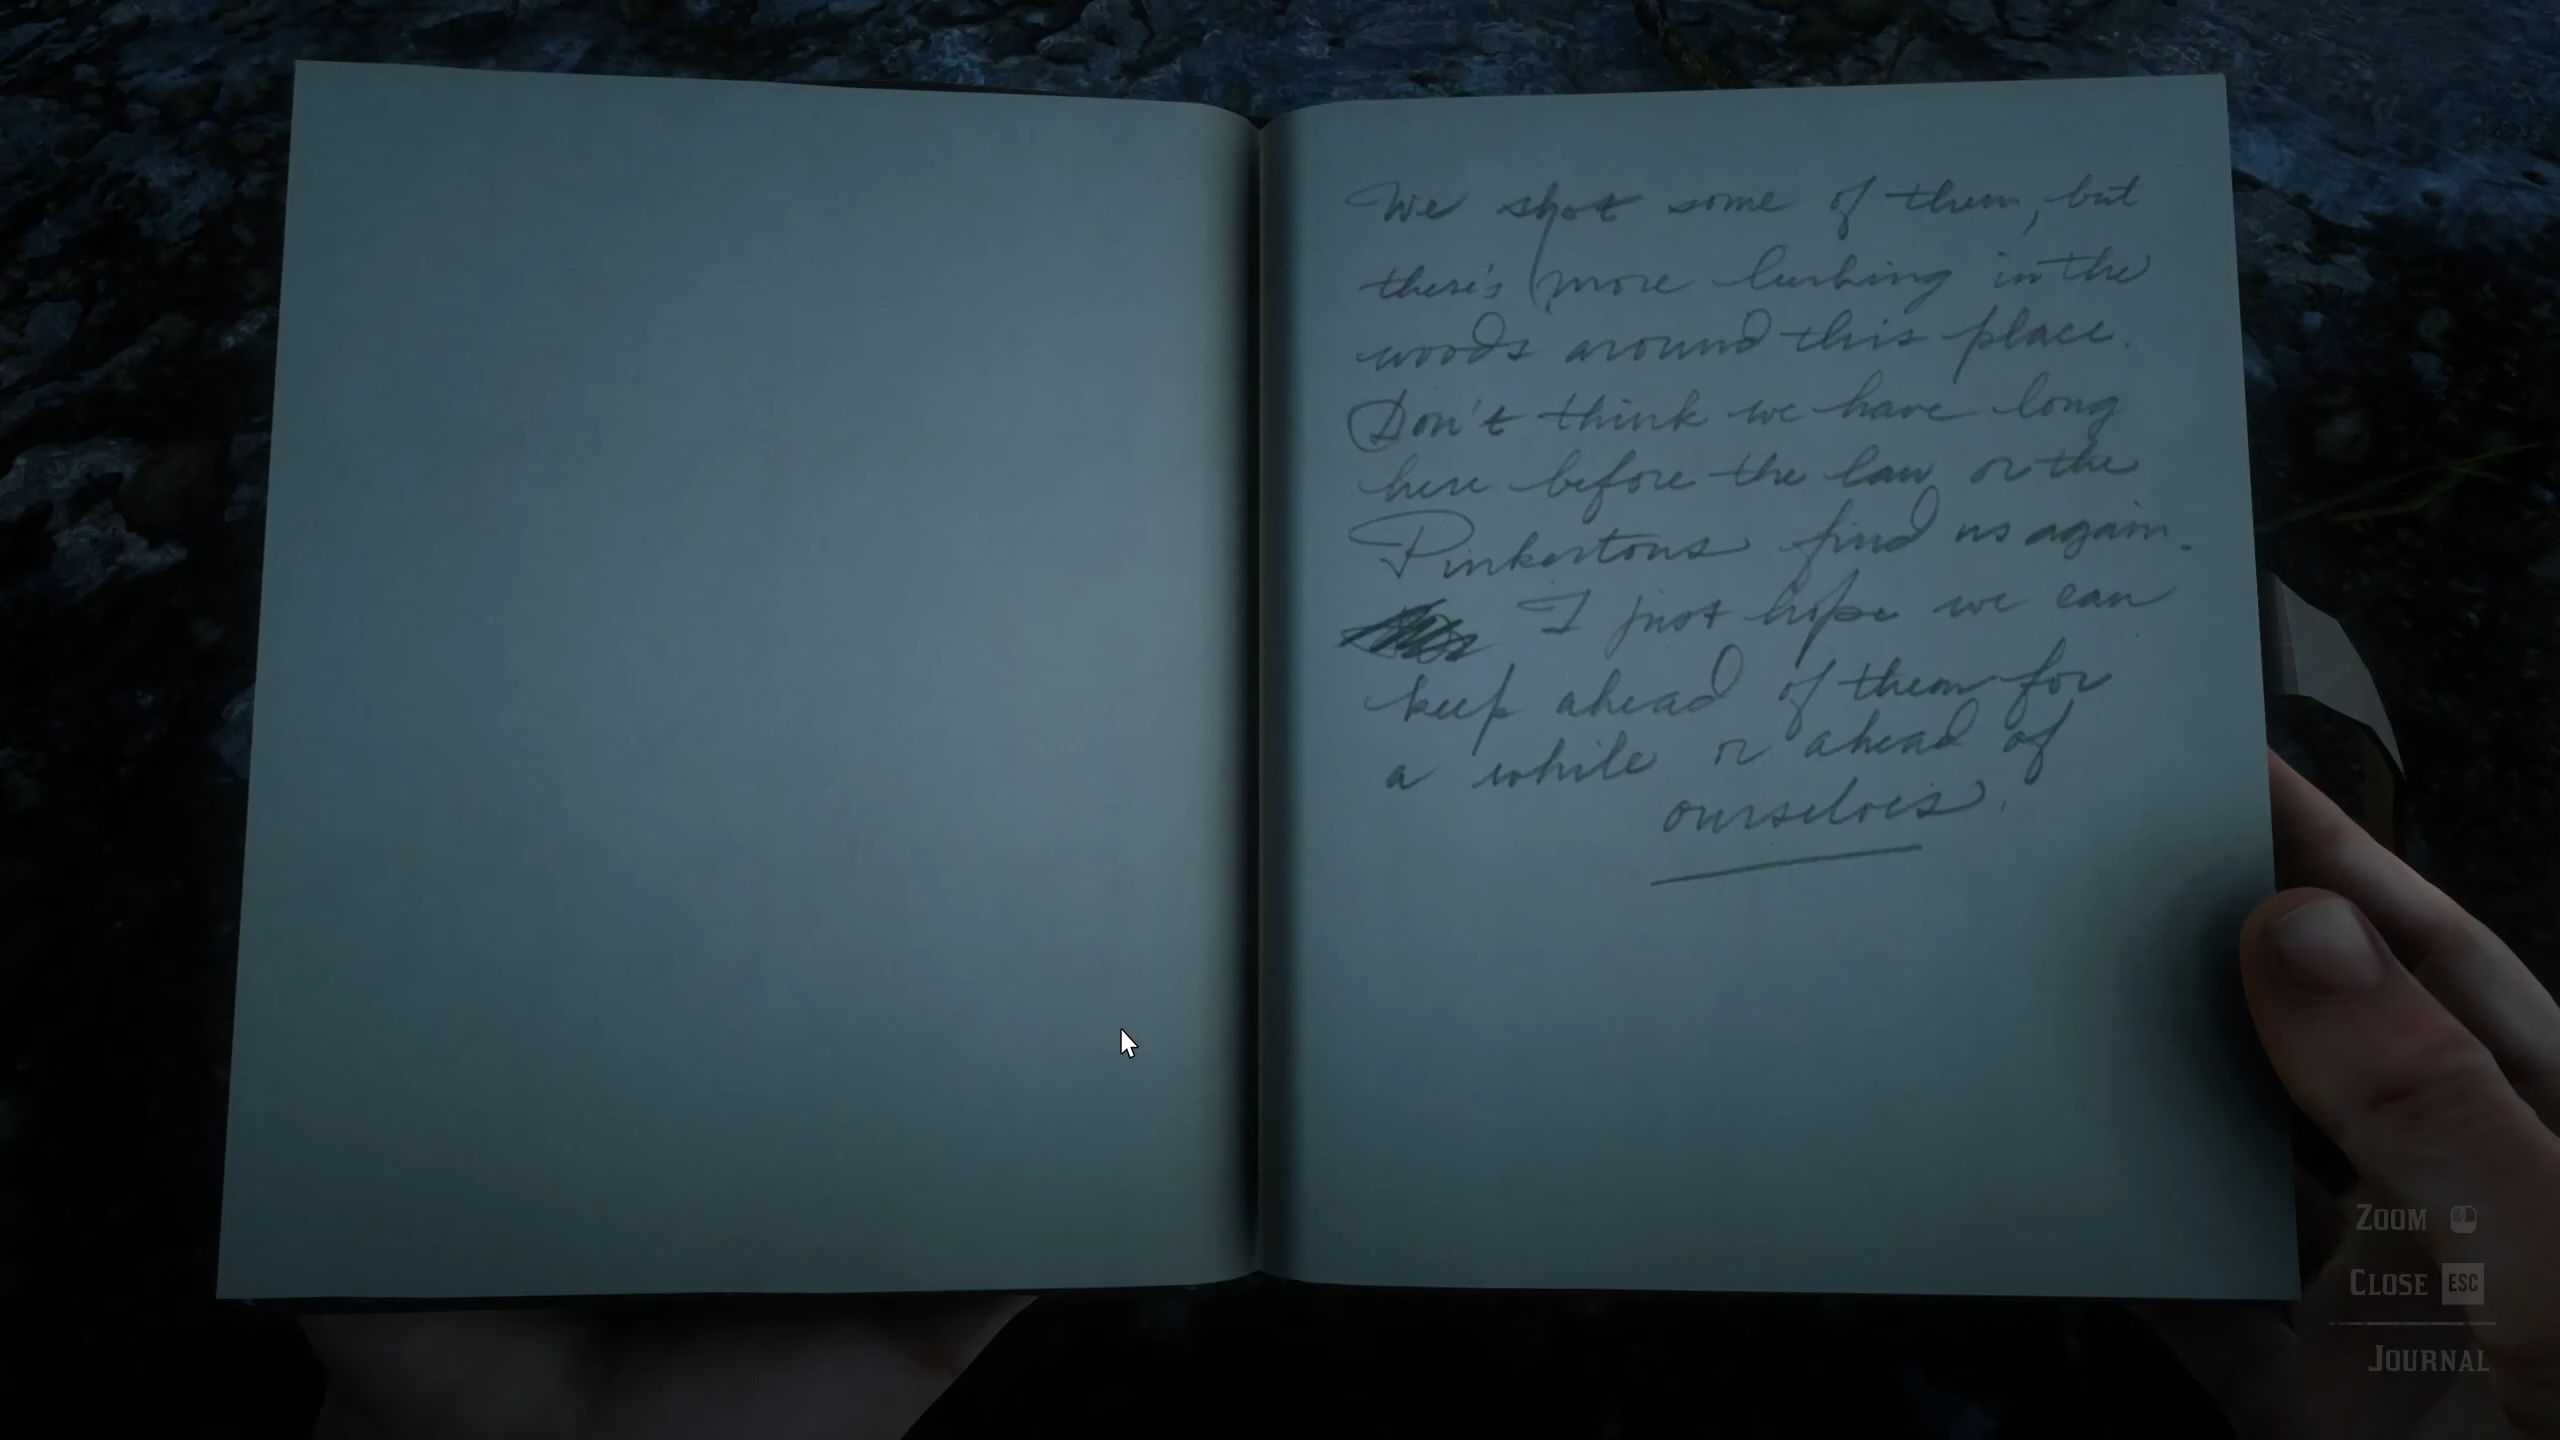 We shot some of them, but
there's more lurking in the
woods around this place.
Don't think we have long
here before the law or the
Pinkertons find us again.
I just hope we can
keep ahead of them for
a while or ahead of
ourselves.
Zoom
Close ESC
Journal